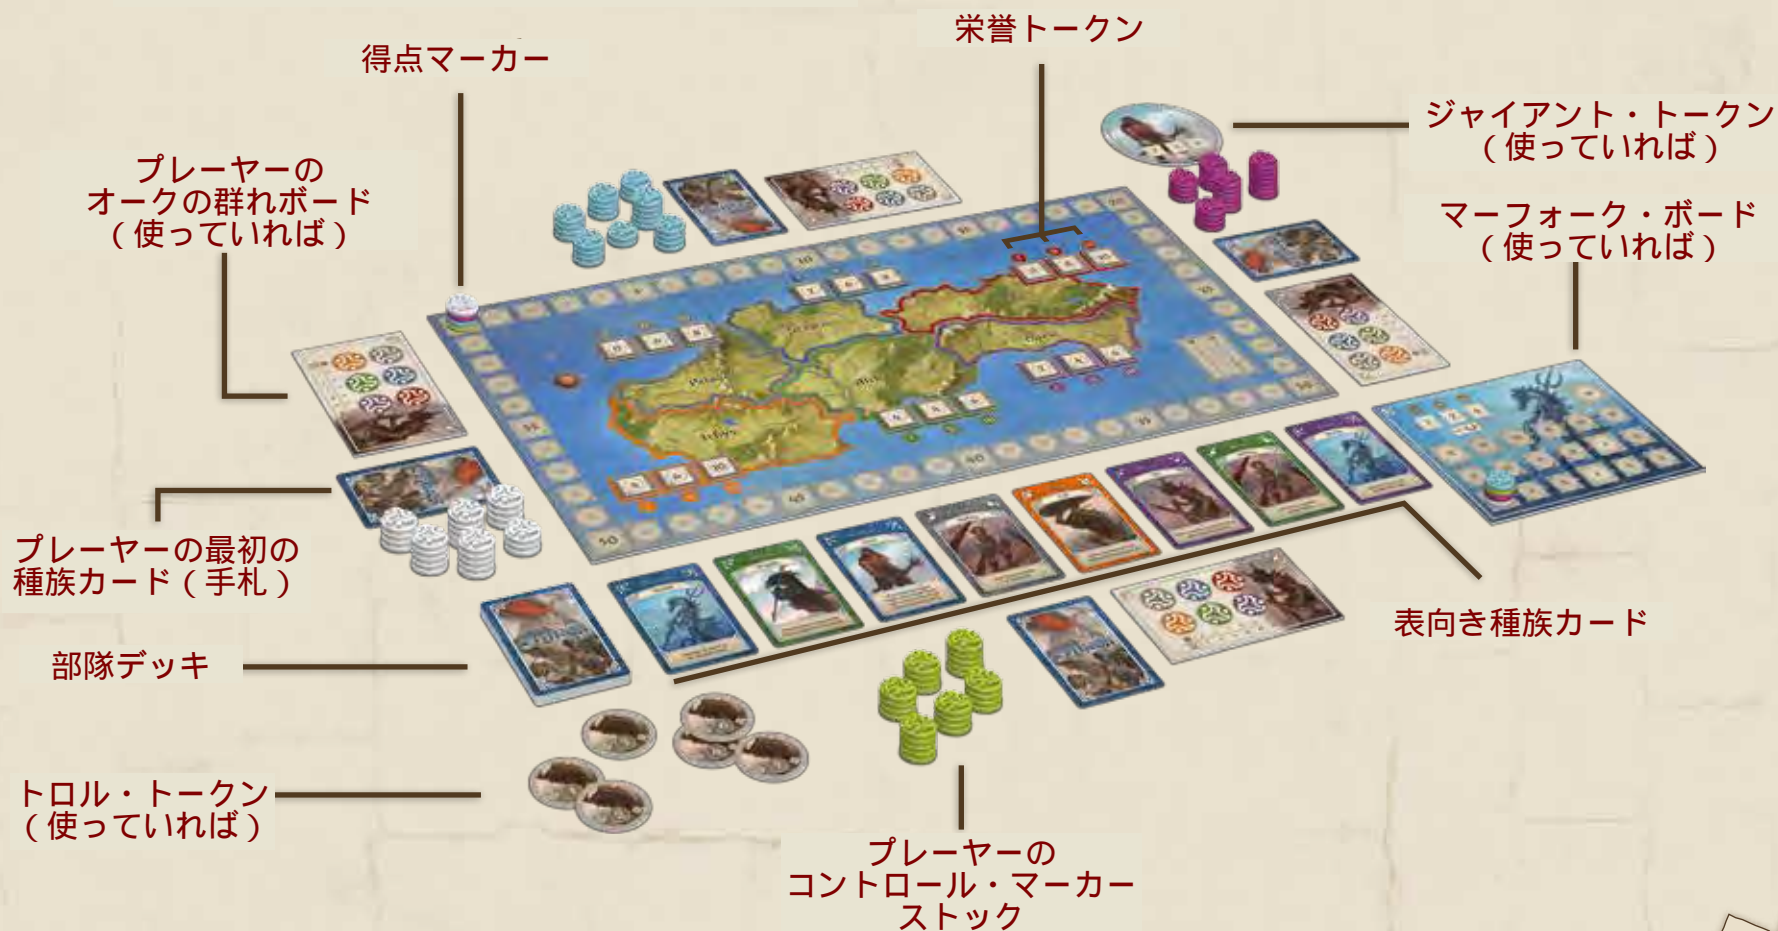 栄誉トークン
得点マーカー
ジャイアント・トークン
(使っていれば)
プレーヤーの
オークの群れボード
(使っていれば)
マーフォーク・ボード
(使っていれば)
プレーヤーの最初の
種族カード(手札)
表向き種族カード
部隊デッキ
トロル・トークン
(使っていれば)
プレーヤーの
コントロール・マーカー
ストック